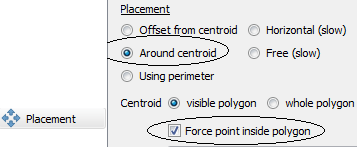 Placement
Offset from centroid Horizontal (slow)
Around centroid Free (slow)
Using perimeter
Centroid visible polygon whole polygon
Placement
Force point inside polygon